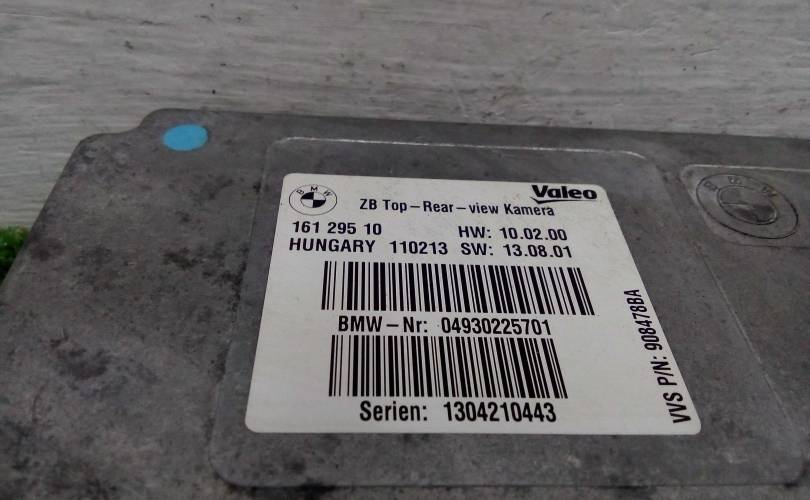 BMW
Valeo
ZB Top-Rear-view Kamera
161 295 10 HW: 10.02.00
HUNGARY 110213 SW: 13.08.01
BMW-Nr: 04930225701
Serien: 1304210443
VVS P/N: 908478BA
BMW